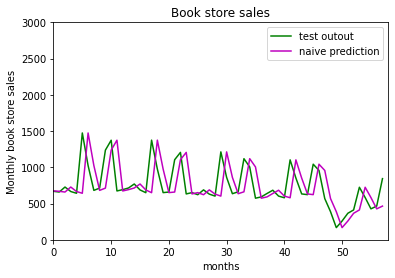 Book store sales
test outout
naive prediction
Monthly book store sales
3000
2500
2000
1500
1000
500
0
0 10 20 30 40 50
months